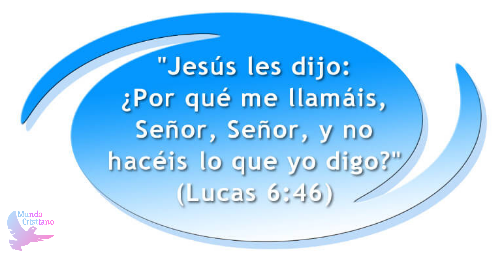 "Jesús les dijo:
¿Por qué me llamáis,
Señor, Señor, y no
hacéis lo que yo digo?"
(Lucas 6:46)
Mundo
Cristiano